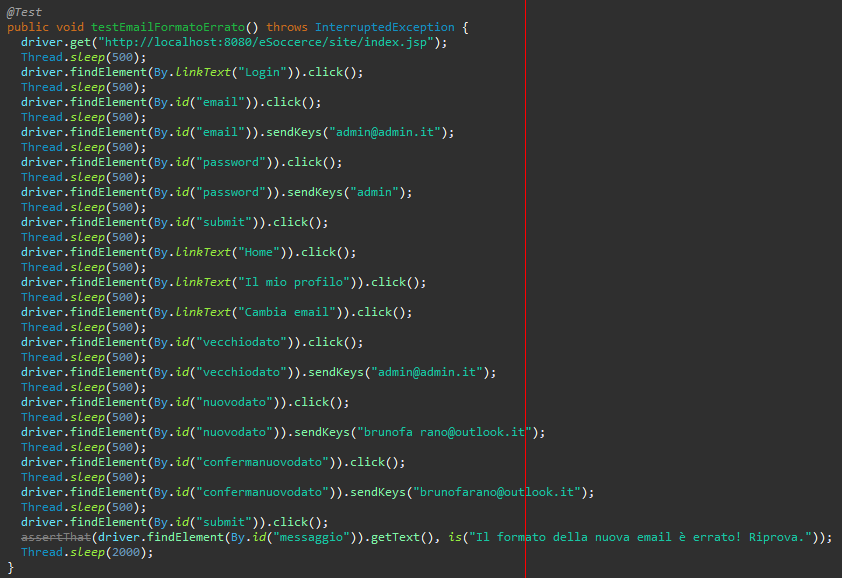 @Test
public void testEmailFormatoErrato() throws InterruptedException {
driver.get("http://localhost:8080/eSoccerce/site/index.jsp");
Thread.sleep(500);
driver.findElement(By.linkText("Login")).click();
Thread.sleep(500);
driver.findElement(By.id("email")).click();
Thread.sleep(500);
driver.findElement(By.id("email")).sendKeys("admin@admin.it");
Thread.sleep(500);
driver.findElement(By.id("password")).click();
Thread.sleep(500);
driver.findElement(By.id("password")).sendKeys("admin");
Thread.sleep(500);
driver.findElement(By.id("submit")).click();
Thread.sleep(500);
driver.findElement(By.linkText("Home")).click();
Thread.sleep(500);
driver.findElement(By.linkText("Il mio profilo")).click();
Thread.sleep(500);
driver.findElement(By.linkText("Cambia email")).click();
Thread.sleep(500);
driver.findElement(By.id("vecchiodato")).click();
Thread.sleep(500);
driver.findElement(By.id("vecchiodato")).sendKeys("admin@admin.it");
Thread.sleep(500);
driver.findElement(By.id("nuovodato")).click();
Thread.sleep(500);
driver.findElement(By.id("nuovodato")).sendKeys("brunofa rano@outlook.it");
Thread.sleep(500);
driver.findElement(By.id("confermanuovodato")).click();
Thread.sleep(500);
driver.findElement(By.id("confermanuovodato")).sendKeys("brunofarano@outlook.it");
Thread.sleep(500);
driver.findElement(By.id("submit")).click();
assertThat(driver.findElement(By.id("messaggio")).getText(), is("Il formato della nuova email è errato! Riprova."));
Thread.sleep(2000);
}